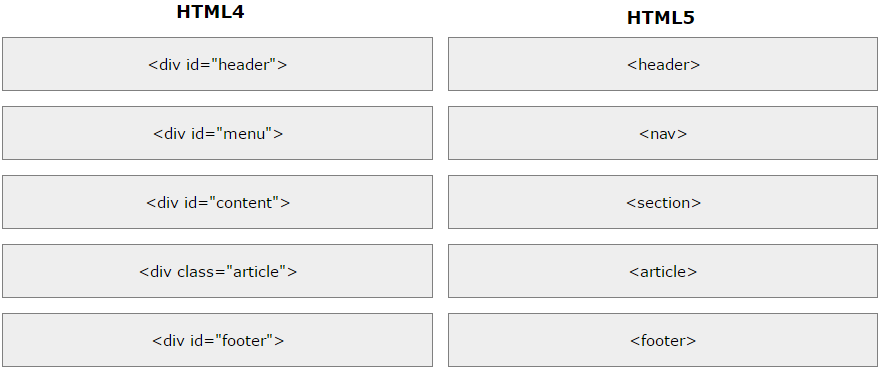 HTML4
HTML5
<div id="header">
<header>
<div id="menu">
<nav>
<div id="content">
<section>
<div class="article">
<article>
<div id="footer">
<footer>